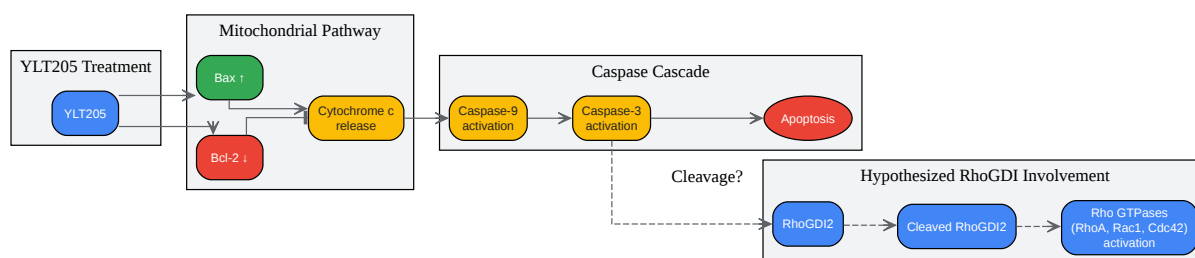 YLT205 Treatment
YLT205
Mitochondrial Pathway
Bax ↑
Bcl-2 ↓
Cytochrome c
release
Caspase Cascade
Caspase-9
activation
Caspase-3
activation
Apoptosis
Cleavage?
Hypothesized RhoGDI Involvement
RhoGDI2
Cleaved RhoGDI2
Rho GTPases
(RhoA, Rac1, Cdc42)
activation